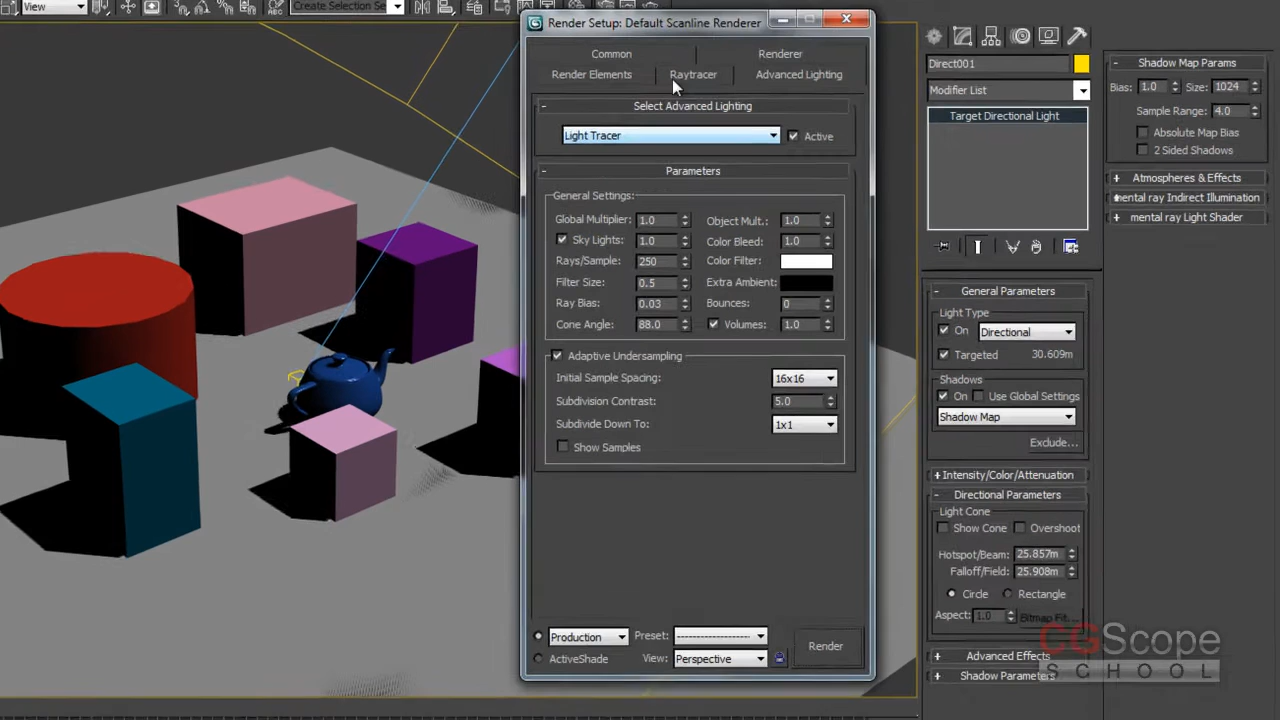 View
Create Selection Se
Render Setup: Default Scanline Renderer
Common
Renderer
Render Elements
Raytracer
Advanced Lighting
- Select Advanced Lighting
Light Tracer
Active
- Parameters
General Settings:
Global Multiplier: 1.0
Object Mult.: 1.0
Sky Lights: 1.0
Color Bleed: 1.0
Rays/Sample: 250
Color Filter:
Filter Size: 0.5
Extra Ambient:
Ray Bias: 0.03
Bounces: 0
Cone Angle: 88.0
Volumes: 1.0
Adaptive Undersampling
Initial Sample Spacing: 16x16
Subdivision Contrast: 5.0
Subdivide Down To: 1x1
Show Samples
Production
Preset: --------------------
Render
ActiveShade
View: Perspective
Direct001
Modifier List
Target Directional Light
- General Parameters
Light Type
On
Directional
Targeted
30.609m
Shadows
On
Use Global Settings
Shadow Map
Exclude...
+ Intensity/Color/Attenuation
- Directional Parameters
Light Cone
Show Cone
Overshoot
Hotspot/Beam: 25.857m
Falloff/Field: 25.908m
Circle
Rectangle
Aspect: 1.0
Bitmap Fit...
+ Advanced Effects
+ Shadow Parameters
- Shadow Map Params
Bias: 1.0
Size: 1024
Sample Range: 4.0
Absolute Map Bias
2 Sided Shadows
+ Atmospheres & Effects
+ mental ray Indirect Illumination
+ mental ray Light Shader
CGScope
SCHOOL